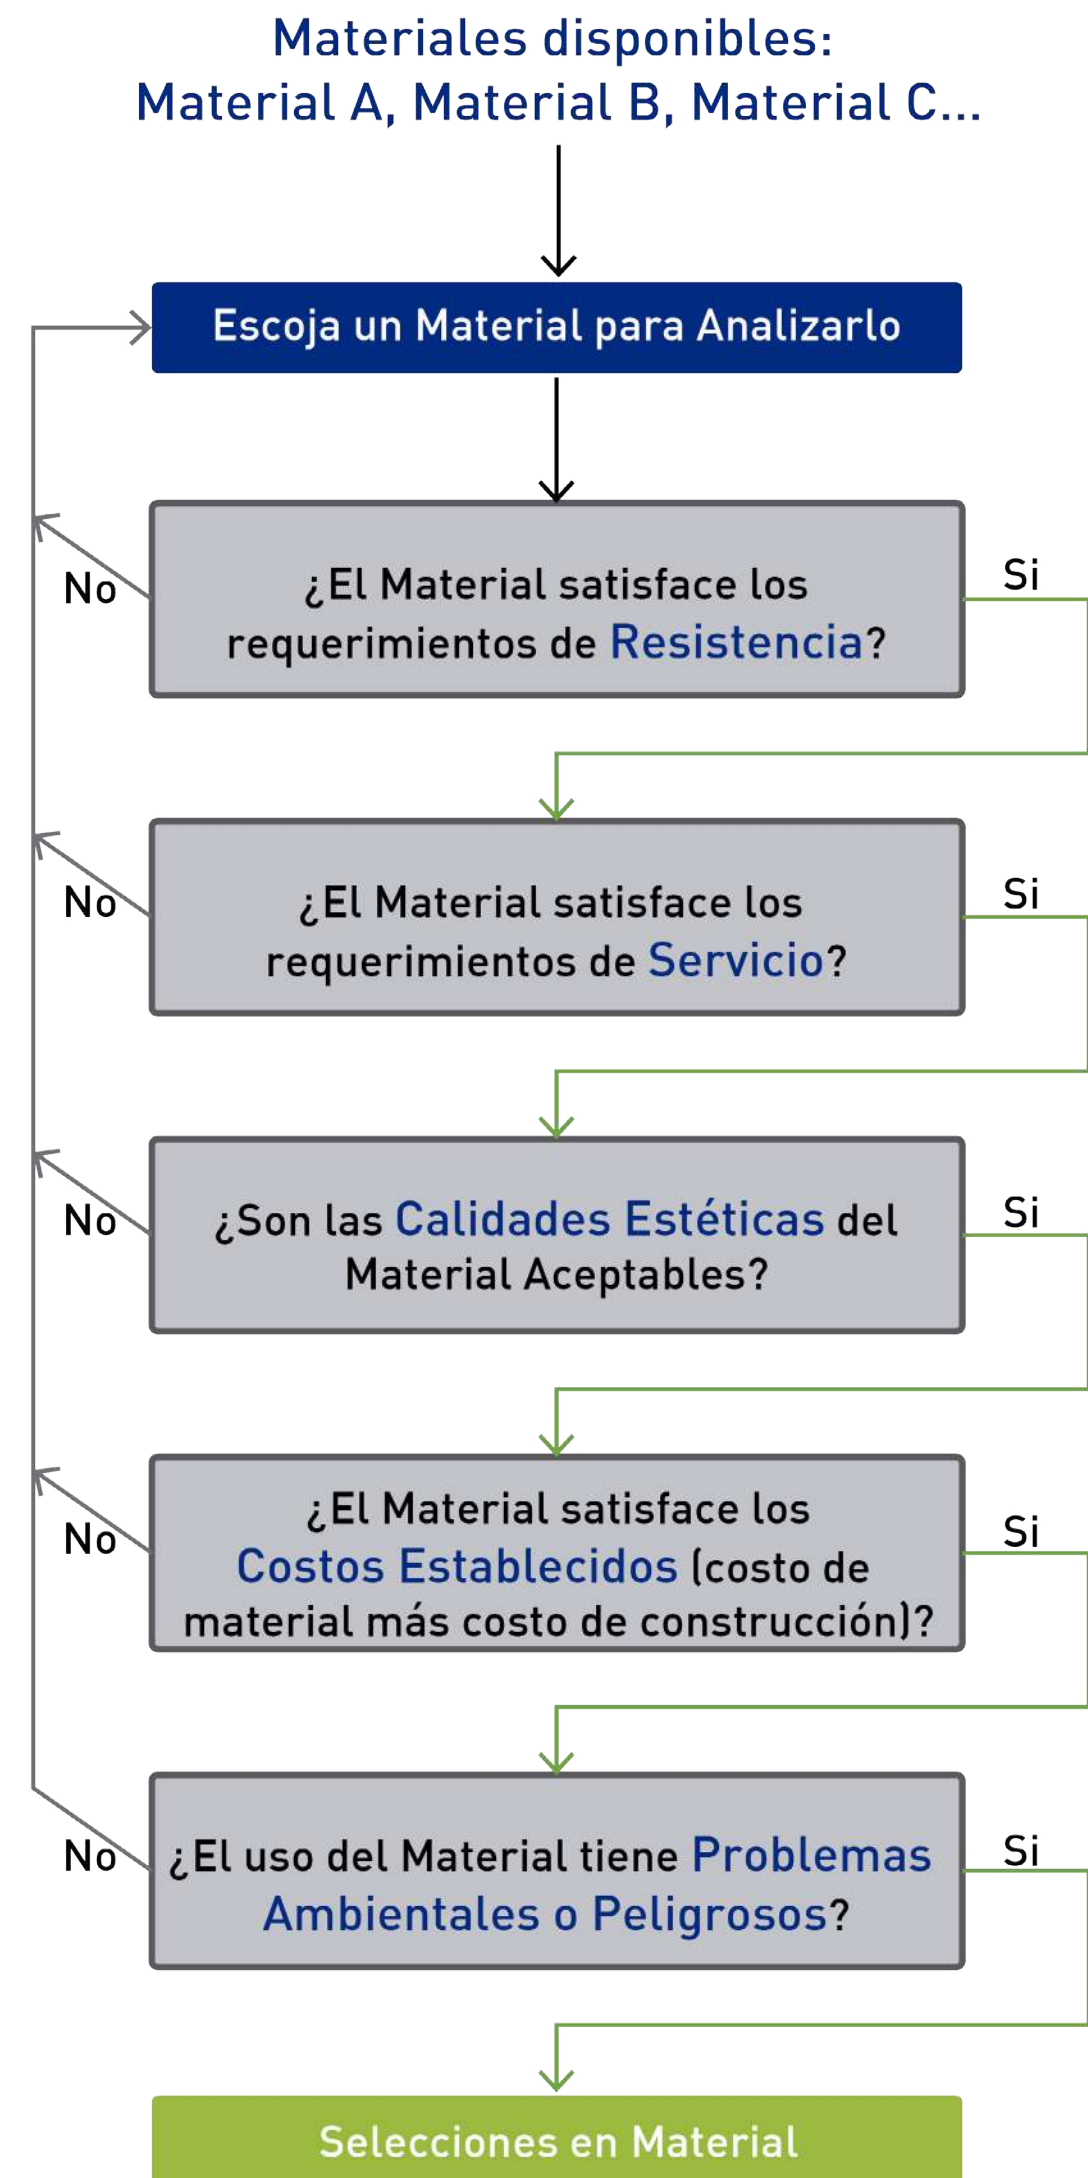 Materiales disponibles:
Material A, Material B, Material C...
Escoja un Material para Analizarlo
No
Si
¿El Material satisface los
requerimientos de Resistencia?
No
Si
¿El Material satisface los
requerimientos de Servicio?
No
Si
¿Son las Calidades Estéticas del
Material Aceptables?
No
Si
¿El Material satisface los
Costos Establecidos (costo de
material más costo de construcción)?
No
Si
¿El uso del Material tiene Problemas
Ambientales o Peligrosos?
Selecciones en Material